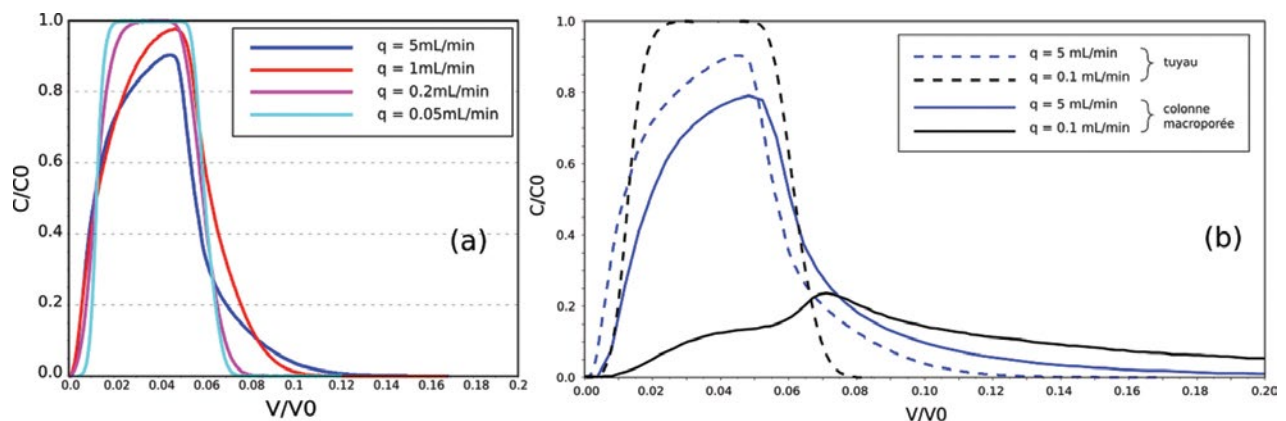 1.0
0.8
0.6
0.4
0.2
0.0
C/C0
0.0
0.02
0.04
0.06
0.08
0.1
0.12
0.14
0.16
0.18
0.2
V/V0
q = 5mL/min
q = 1mL/min
q = 0.2mL/min
q = 0.05mL/min
(a)
1.0
0.8
0.6
0.4
0.2
0.0
C/C0
0.00
0.02
0.04
0.06
0.08
0.10
0.12
0.14
0.16
0.18
0.20
V/V0
q = 5 mL/min
q = 0.1 mL/min
tuyau
q = 5 mL/min
q = 0.1 mL/min
colonne
macroporée
(b)